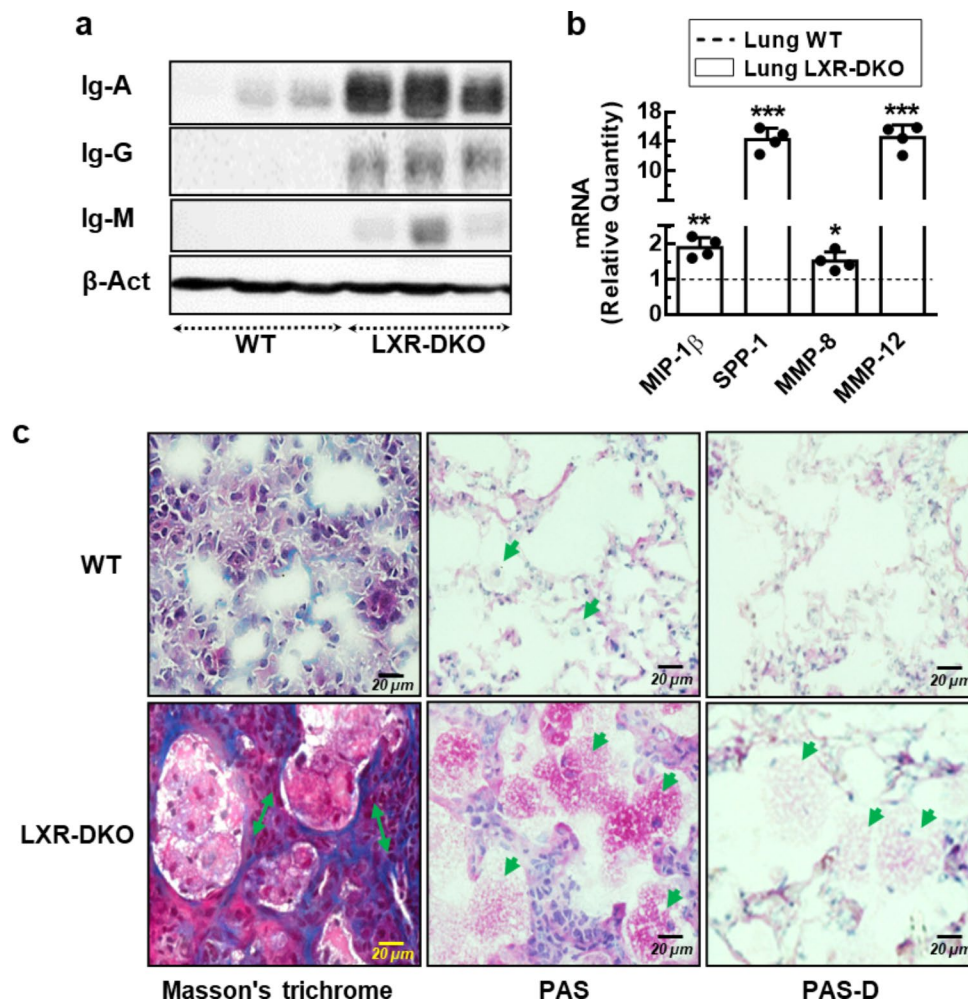 a
Ig-A
Ig-G
Ig-M
β-Act
WT
LXR-DKO
b
Lung WT
Lung LXR-DKO
mRNA
(Relative Quantity)
14
10
6
2
1
0
**
***
*
***
MIP-1β
SPP-1
MMP-8
MMP-12
c
WT
20 µm
20 µm
20 µm
LXR-DKO
20 µm
20 µm
20 µm
Masson's trichrome
PAS
PAS-D